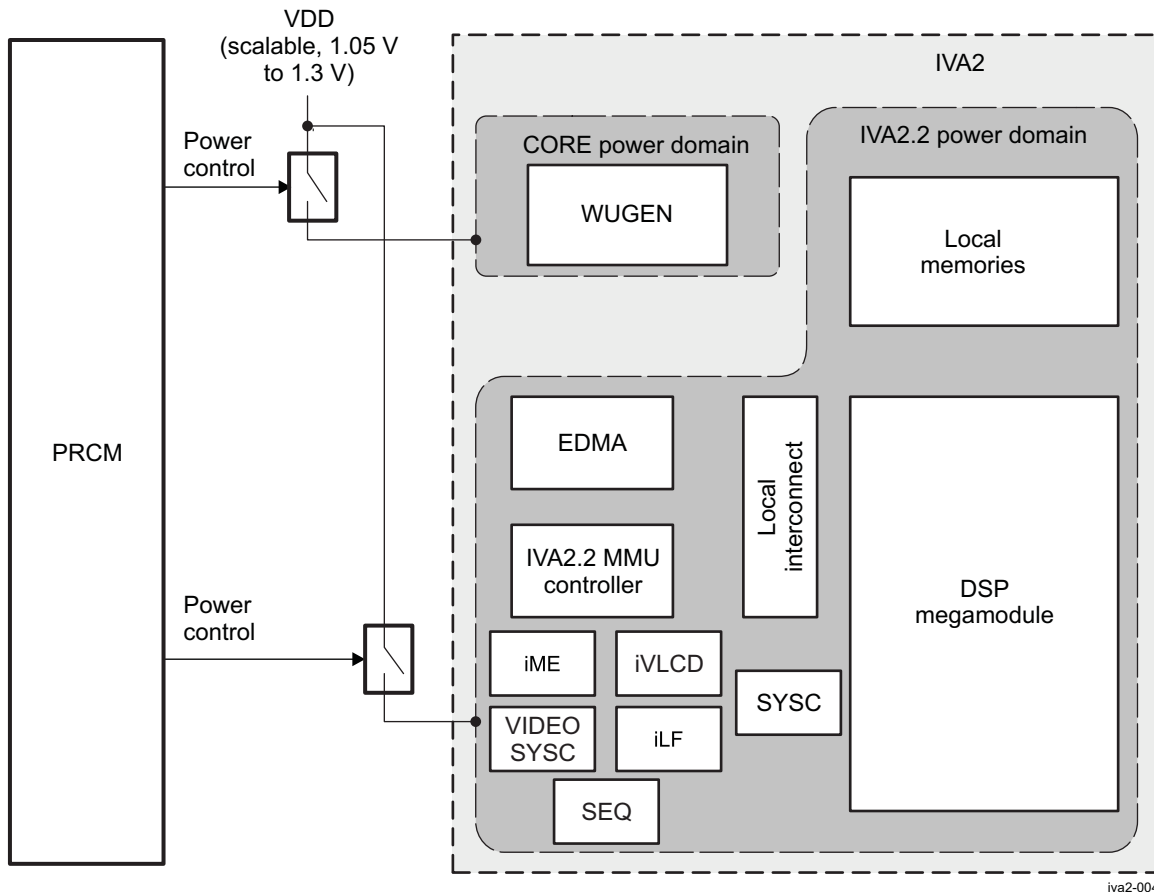 VDD
(scalable, 1.05 V
to 1.3 V)
IVA2
Power
control
CORE power domain
IVA2.2 power domain
WUGEN
Local
memories
PRCM
EDMA
Local
interconnect
IVA2.2 MMU
controller
DSP
megamodule
Power
control
iME
iVLCD
SYSC
VIDEO
SYSC
iLF
SEQ
iva2-004